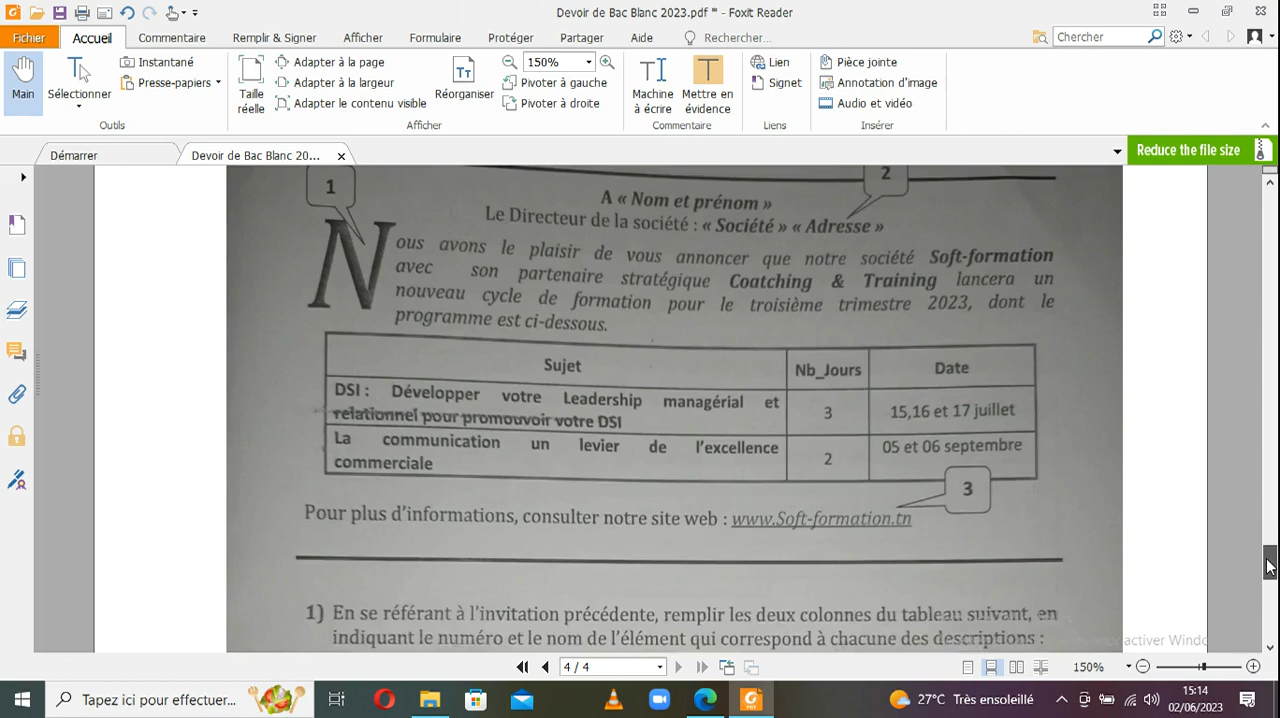 Devoir de Bac Blanc 2023.pdf * - Foxit Reader
Fichier Accueil Commentaire Remplir & Signer Afficher Formulaire Protéger Partager Aide Rechercher... Chercher
Main
Sélectionner
Instantané
Presse-papiers
Outils
Taille réelle
Adapter à la page
Adapter à la largeur
Adapter le contenu visible
Réorganiser
150%
Pivoter à gauche
Pivoter à droite
Afficher
Machine à écrire
Mettre en évidence
Commentaire
Lien
Signet
Liens
Pièce jointe
Annotation d'image
Audio et vidéo
Insérer
Démarrer
Devoir de Bac Blanc 20...
Reduce the file size
1
2
A « Nom et prénom »
Le Directeur de la société : « Société » « Adresse »
Nous avons le plaisir de vous annoncer que notre société Soft-formation
avec son partenaire stratégique Coatching & Training lancera un
nouveau cycle de formation pour le troisième trimestre 2023, dont le
programme est ci-dessous.
Sujet Nb_Jours Date
DSI : Développer votre Leadership managérial et
relationnel pour promouvoir votre DSI
3 15,16 et 17 juillet
La communication un levier de l'excellence
commerciale
2 05 et 06 septembre
3
Pour plus d'informations, consulter notre site web : www.Soft-formation.tn
1) En se référant à l'invitation précédente, remplir les deux colonnes du tableau suivant, en
indiquant le numéro et le nom de l'élément qui correspond à chacune des descriptions :
4 / 4
150%
Tapez ici pour effectuer...
27°C Très ensoleillé
15:14
02/06/2023